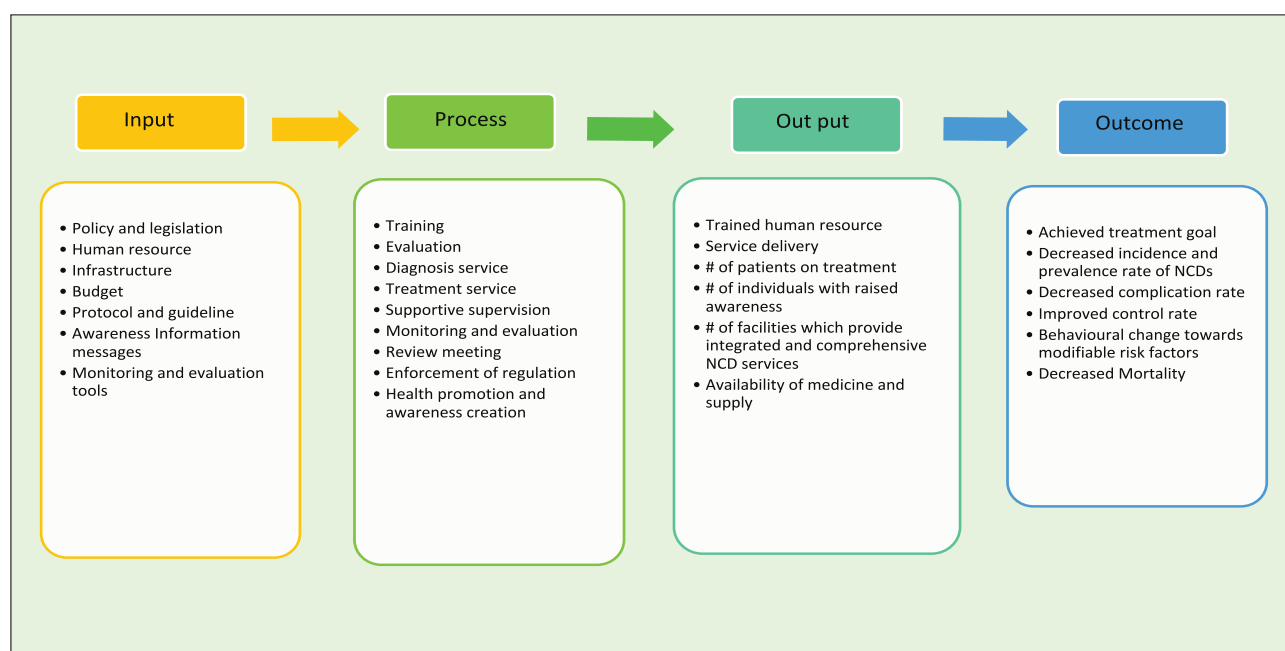 Input
• Policy and legislation
• Human resource
• Infrastructure
• Budget
• Protocol and guideline
• Awareness Information
messages
• Monitoring and evaluation
tools
Process
• Training
• Evaluation
• Diagnosis service
• Treatment service
• Supportive supervision
• Monitoring and evaluation
• Review meeting
• Enforcement of regulation
• Health promotion and
awareness creation
Out put
• Trained human resource
• Service delivery
• # of patients on treatment
• # of individuals with raised
awareness
• # of facilities which provide
integrated and comprehensive
NCD services
• Availability of medicine and
supply
Outcome
• Achieved treatment goal
• Decreased incidence and
prevalence rate of NCDs
• Decreased complication rate
• Improved control rate
• Behavioural change towards
modifiable risk factors
• Decreased Mortality